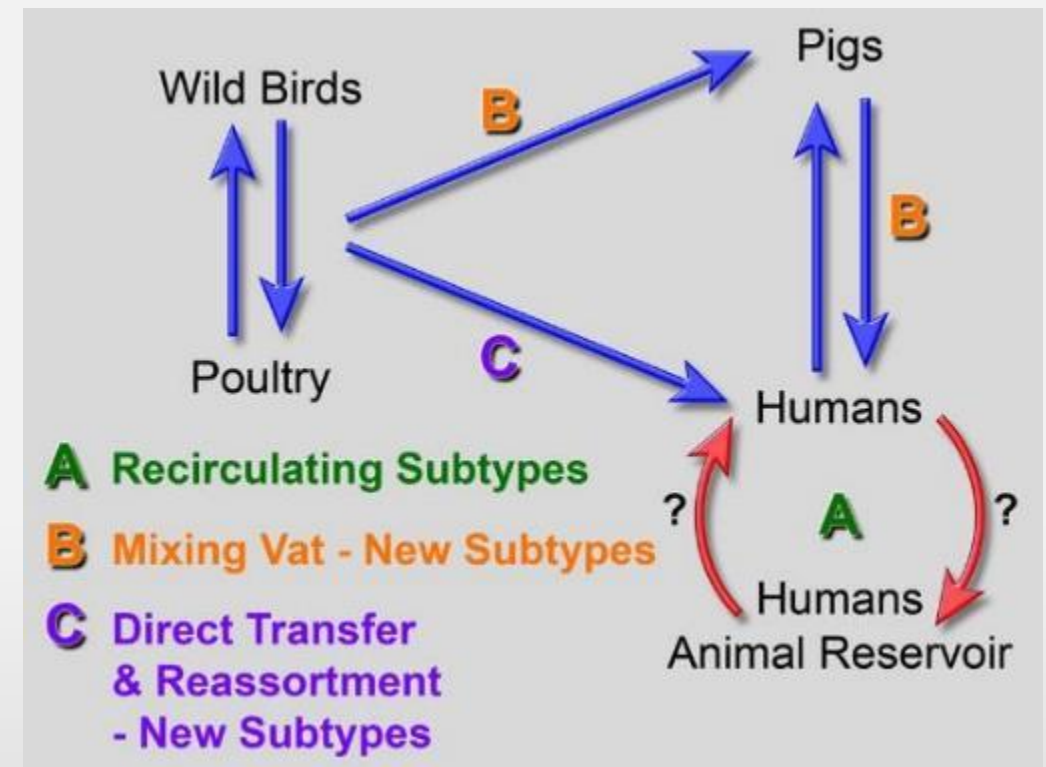 Wild Birds
Pigs
B
B
Poultry
C
Humans
A Recirculating Subtypes
? A ?
B Mixing Vat - New Subtypes
Humans
Animal Reservoir
C Direct Transfer
& Reassortment
- New Subtypes